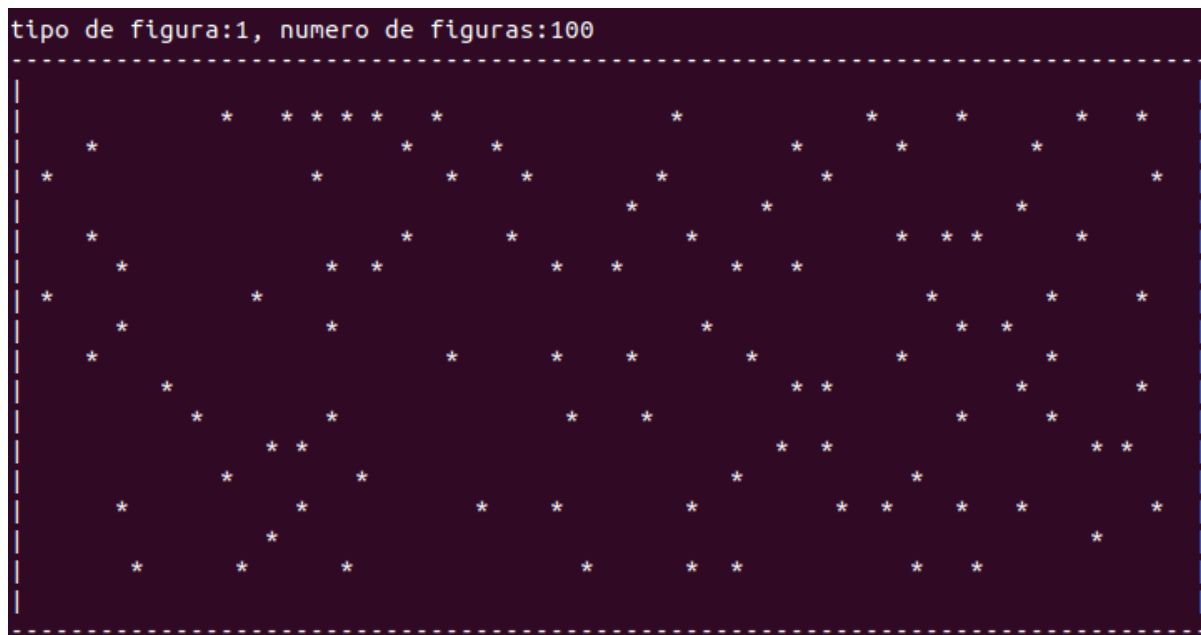 tipo de figura:1, numero de figuras:100
--------------------------------------------------------------------------------
|                                                                              |
|             *   * * * *   *               *            *     *       *   *   |
|    *                    *     *                   *      *        *          |
| *                 *        *    *        *          *                     *  |
|                                        *        *                *           |
|    *                    *      *           *             *  * *      *       |
|      *             *  *           *   *       *   *                          |
| *             *                                            *       *     *   |
|      *             *                        *                *  *            |
|    *                       *      *    *       *         *         *         |
|         *                                         * *            *       *   |
|           *        *               *    *                    *     *         |
|                * *                               *  *                 * *    |
|             *        *                        *           *                  |
|      *           *           *    *        *         *  *    *   *        *  |
|                *                                                      *      |
|       *      *      *               *      *  *           *   *              |
|                                                                              |
--------------------------------------------------------------------------------